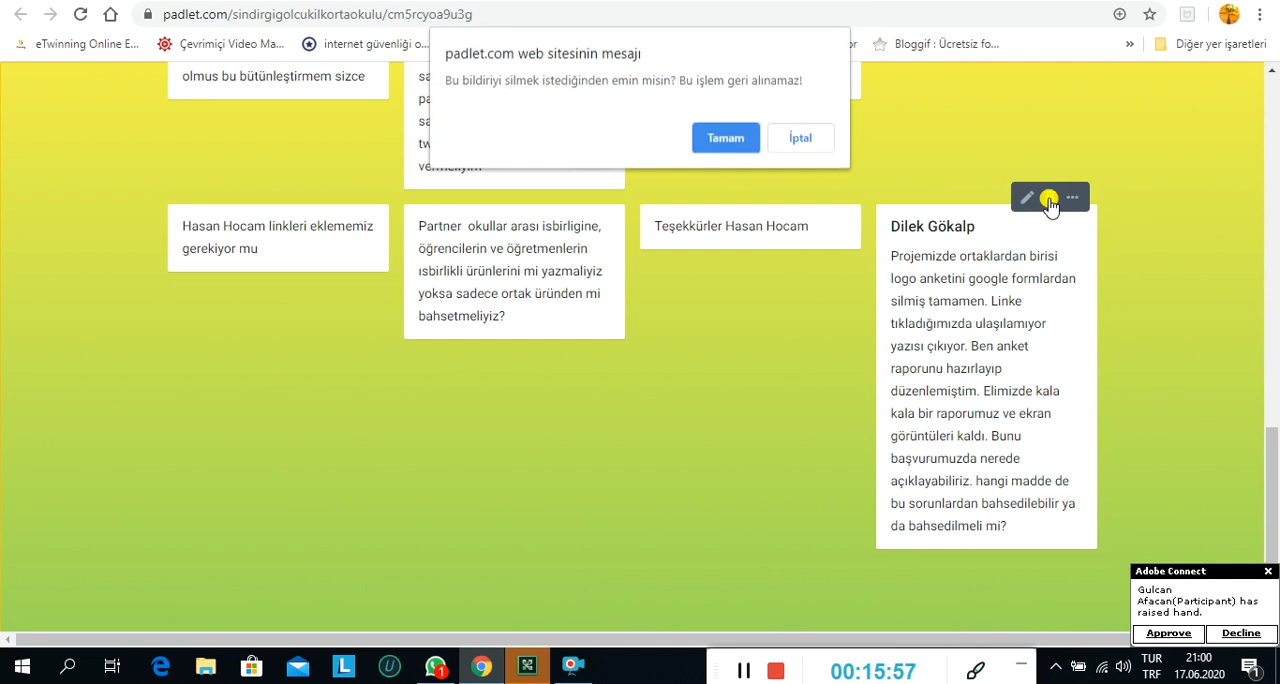 padlet.com/sindirgigolcukilkortaokulu/cm5rcyoa9u3g
eTwinning Online E...
Çevrimiçi Video Ma...
internet güvenliği o...
or
Bloggif : Ücretsiz fo...
»
Diğer yer işaretleri
padlet.com web sitesinin mesajı
Bu bildiriyi silmek istediğinden emin misin? Bu işlem geri alınamaz!
Tamam
İptal
olmus bu bütünleştirmem sizce
vermeliyim
Hasan Hocam linkleri eklememiz
gerekiyor mu
Partner okullar arası isbirligine,
öğrencilerin ve öğretmenlerin
ısbirlikli ürünlerini mi yazmaliyiz
yoksa sadece ortak üründen mi
bahsetmeliyiz?
Teşekkürler Hasan Hocam
Dilek Gökalp
Projemizde ortaklardan birisi
logo anketini google formlardan
silmiş tamamen. Linke
tıkladığımızda ulaşılamıyor
yazısı çıkıyor. Ben anket
raporunu hazırlayıp
düzenlemiştim. Elimizde kala
kala bir raporumuz ve ekran
görüntüleri kaldı. Bunu
başvurumuzda nerede
açıklayabiliriz. hangi madde de
bu sorunlardan bahsedilebilir ya
da bahsedilmeli mi?
Adobe Connect
Gulcan
Afacan(Participant) has
raised hand.
Approve
Decline
00:15:57
TUR
TRF
21:00
17.06.2020